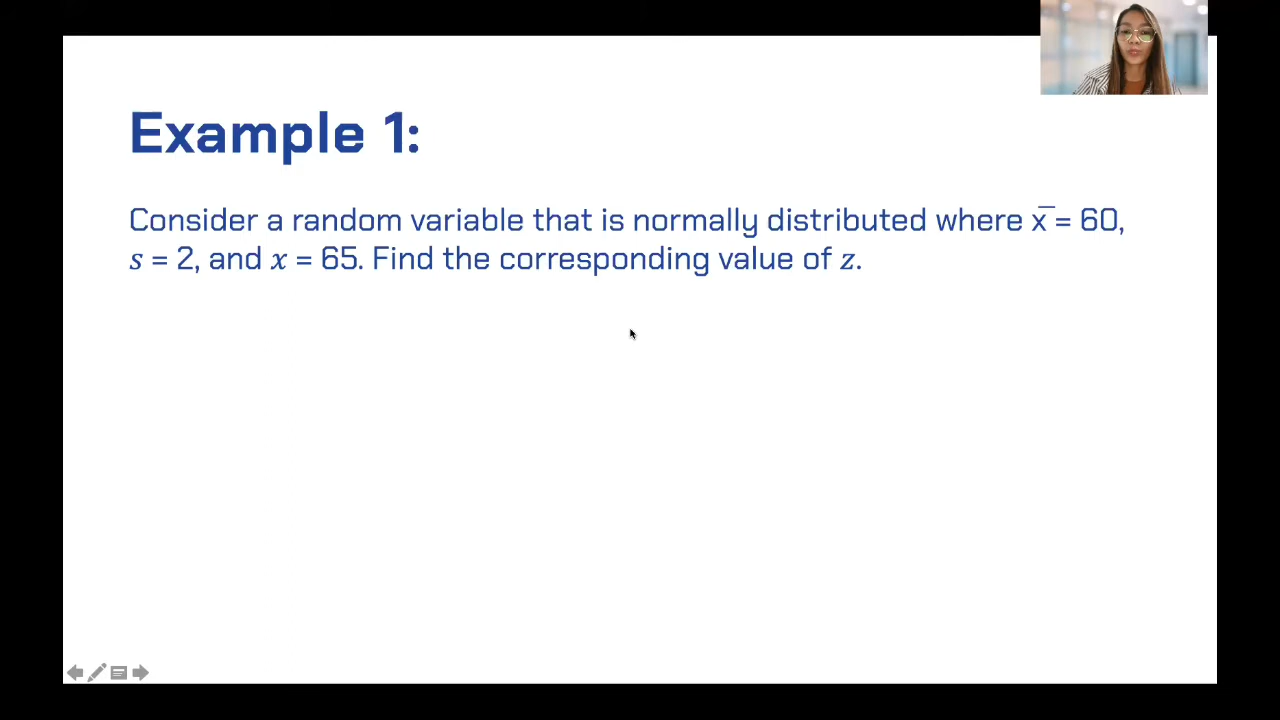 Example 1:
Consider a random variable that is normally distributed where x̅ = 60,
s = 2, and x = 65. Find the corresponding value of z.